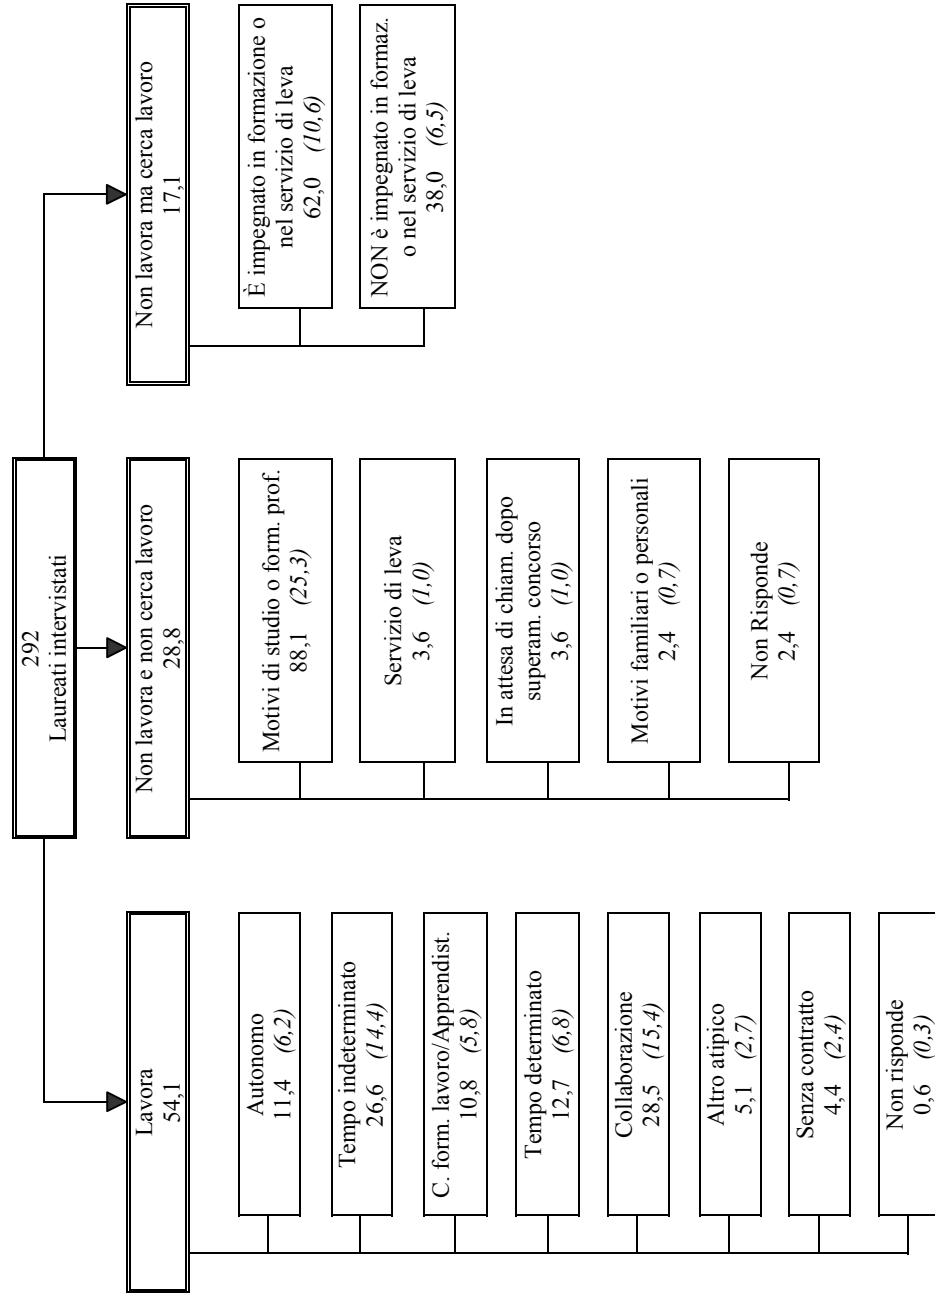 292
Laureati intervistati
Lavora
54,1
Autonomo
11,4 (6,2)
Tempo indeterminato
26,6 (14,4)
C. form. lavoro/Apprendist.
10,8 (5,8)
Tempo determinato
12,7 (6,8)
Collaborazione
28,5 (15,4)
Altro atipico
5,1 (2,7)
Senza contratto
4,4 (2,4)
Non risponde
0,6 (0,3)
Non lavora e non cerca lavoro
28,8
Motivi di studio o form. prof.
88,1 (25,3)
Servizio di leva
3,6 (1,0)
In attesa di chiam. dopo
superam. concorso
3,6 (1,0)
Motivi familiari o personali
2,4 (0,7)
Non Risponde
2,4 (0,7)
Non lavora ma cerca lavoro
17,1
È impegnato in formazione o
nel servizio di leva
62,0 (10,6)
NON è impegnato in formaz.
o nel servizio di leva
38,0 (6,5)